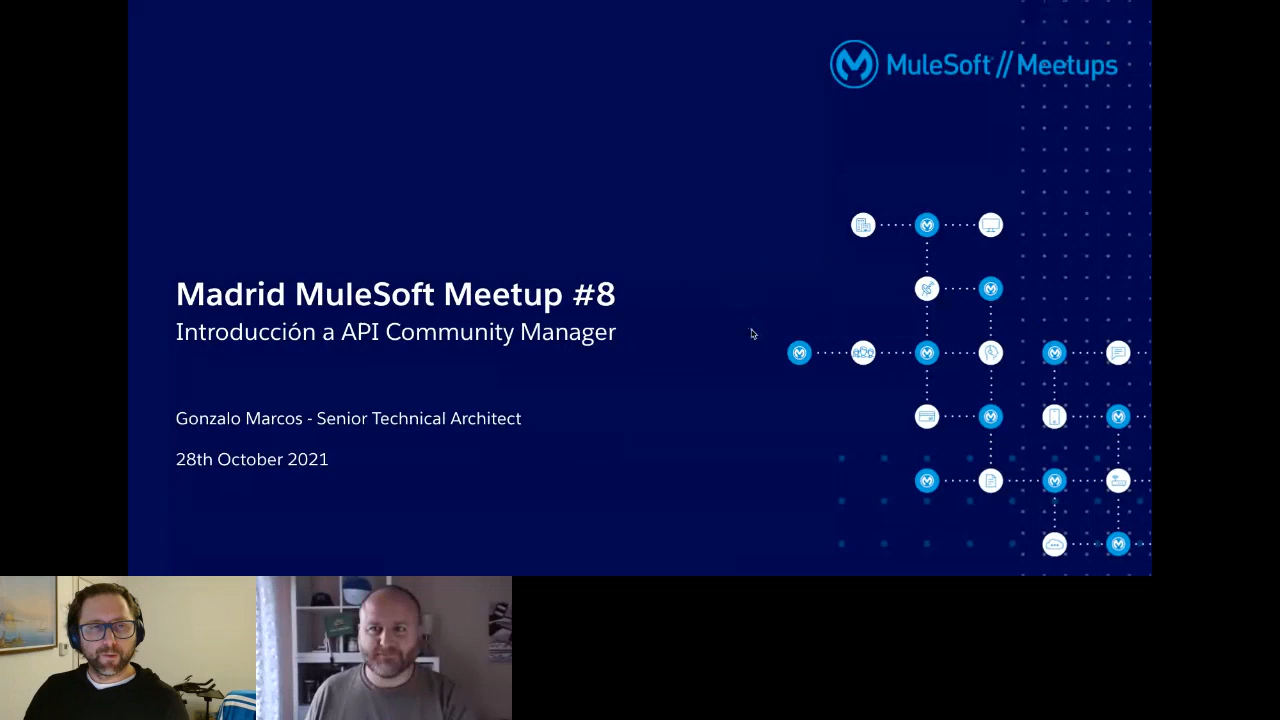 MuleSoft // Meetups
Madrid MuleSoft Meetup #8
Introducción a API Community Manager
Gonzalo Marcos - Senior Technical Architect
28th October 2021